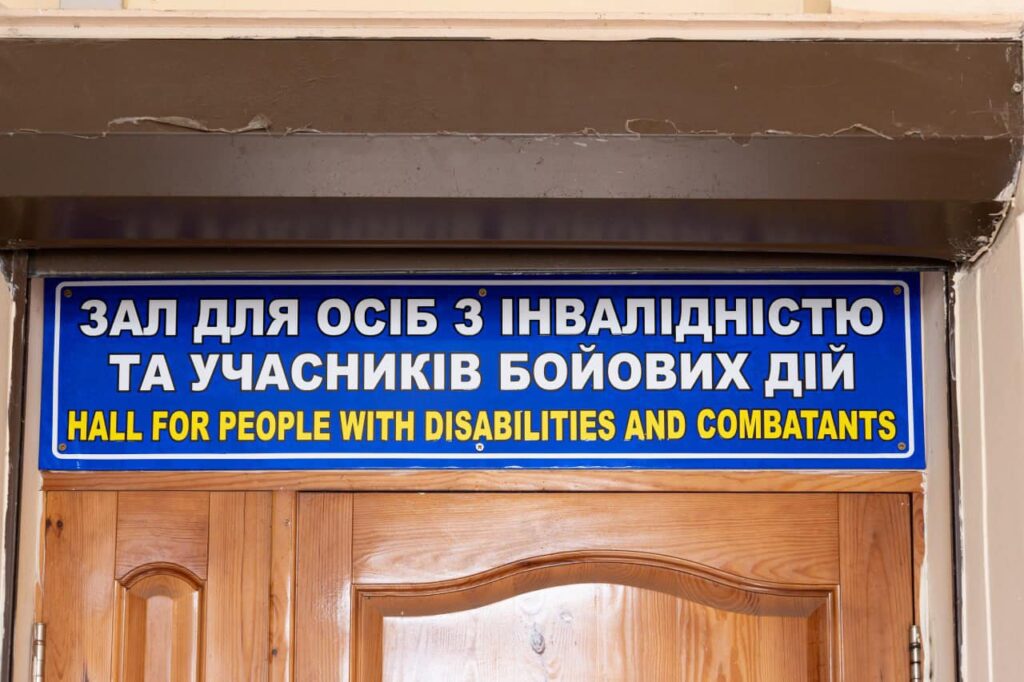 ЗАЛ ДЛЯ ОСІБ З ІНВАЛІДНІСТЮ
ТА УЧАСНИКІВ БОЙОВИХ ДІЙ
HALL FOR PEOPLE WITH DISABILITIES AND COMBATANTS